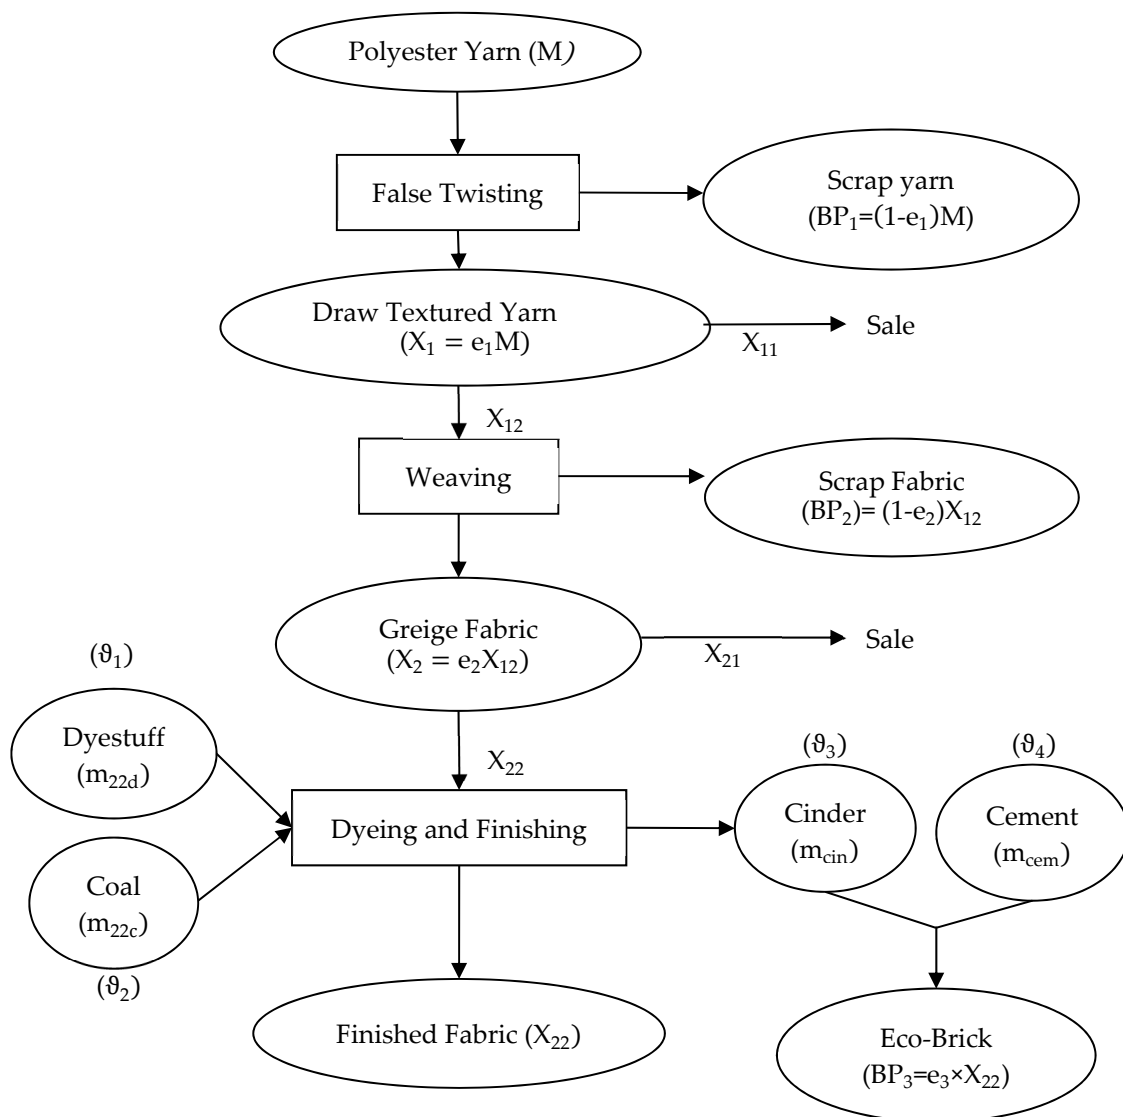 Polyester Yarn (M)
False Twisting
Scrap yarn
(BP₁=(1-e₁)M)
Draw Textured Yarn
(X₁ = e₁M)
X₁₁
Sale
X₁₂
Weaving
Scrap Fabric
(BP₂)= (1-e₂)X₁₂
Greige Fabric
(X₂ = e₂X₁₂)
X₂₁
Sale
(ϑ₁)
Dyestuff
(m₂₂d)
X₂₂
(ϑ₃)
(ϑ₄)
Dyeing and Finishing
Cinder
(m_cin)
Cement
(m_cem)
Coal
(m₂₂c)
(ϑ₂)
Finished Fabric (X₂₂)
Eco-Brick
(BP₃=e₃×X₂₂)